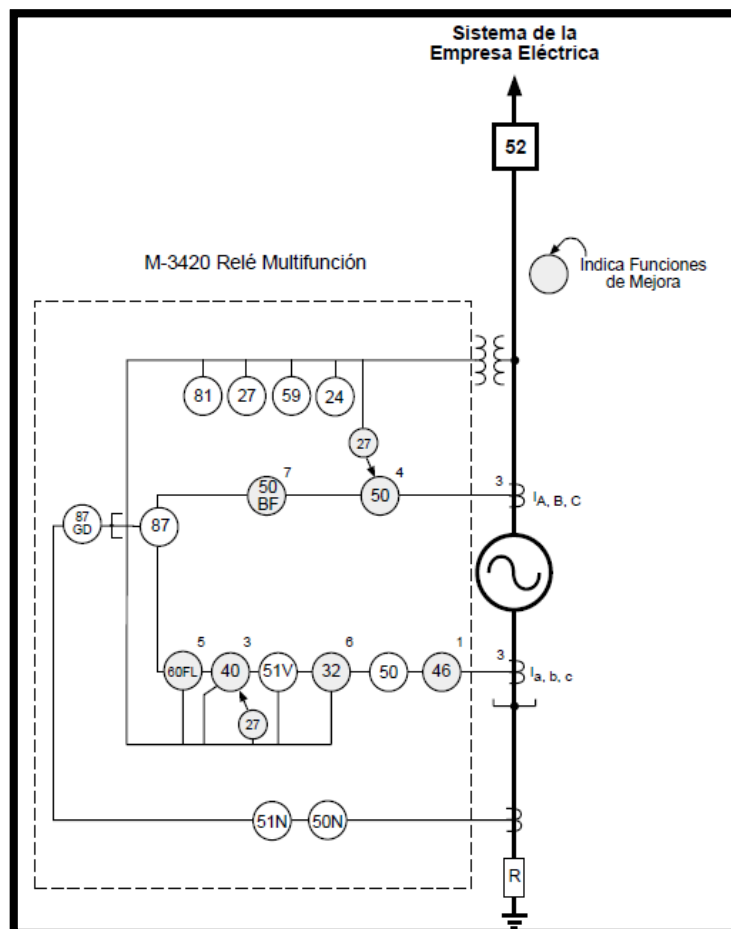 Sistema de la
Empresa Eléctrica
52
M-3420 Relé Multifunción
Indica Funciones
de Mejora
81
27
59
24
27
7
4
3
50
BF
50
I A, B, C
87
GD
87
5
3
6
1
3
60FL
40
51V
32
50
46
I a, b, c
27
51N
50N
R